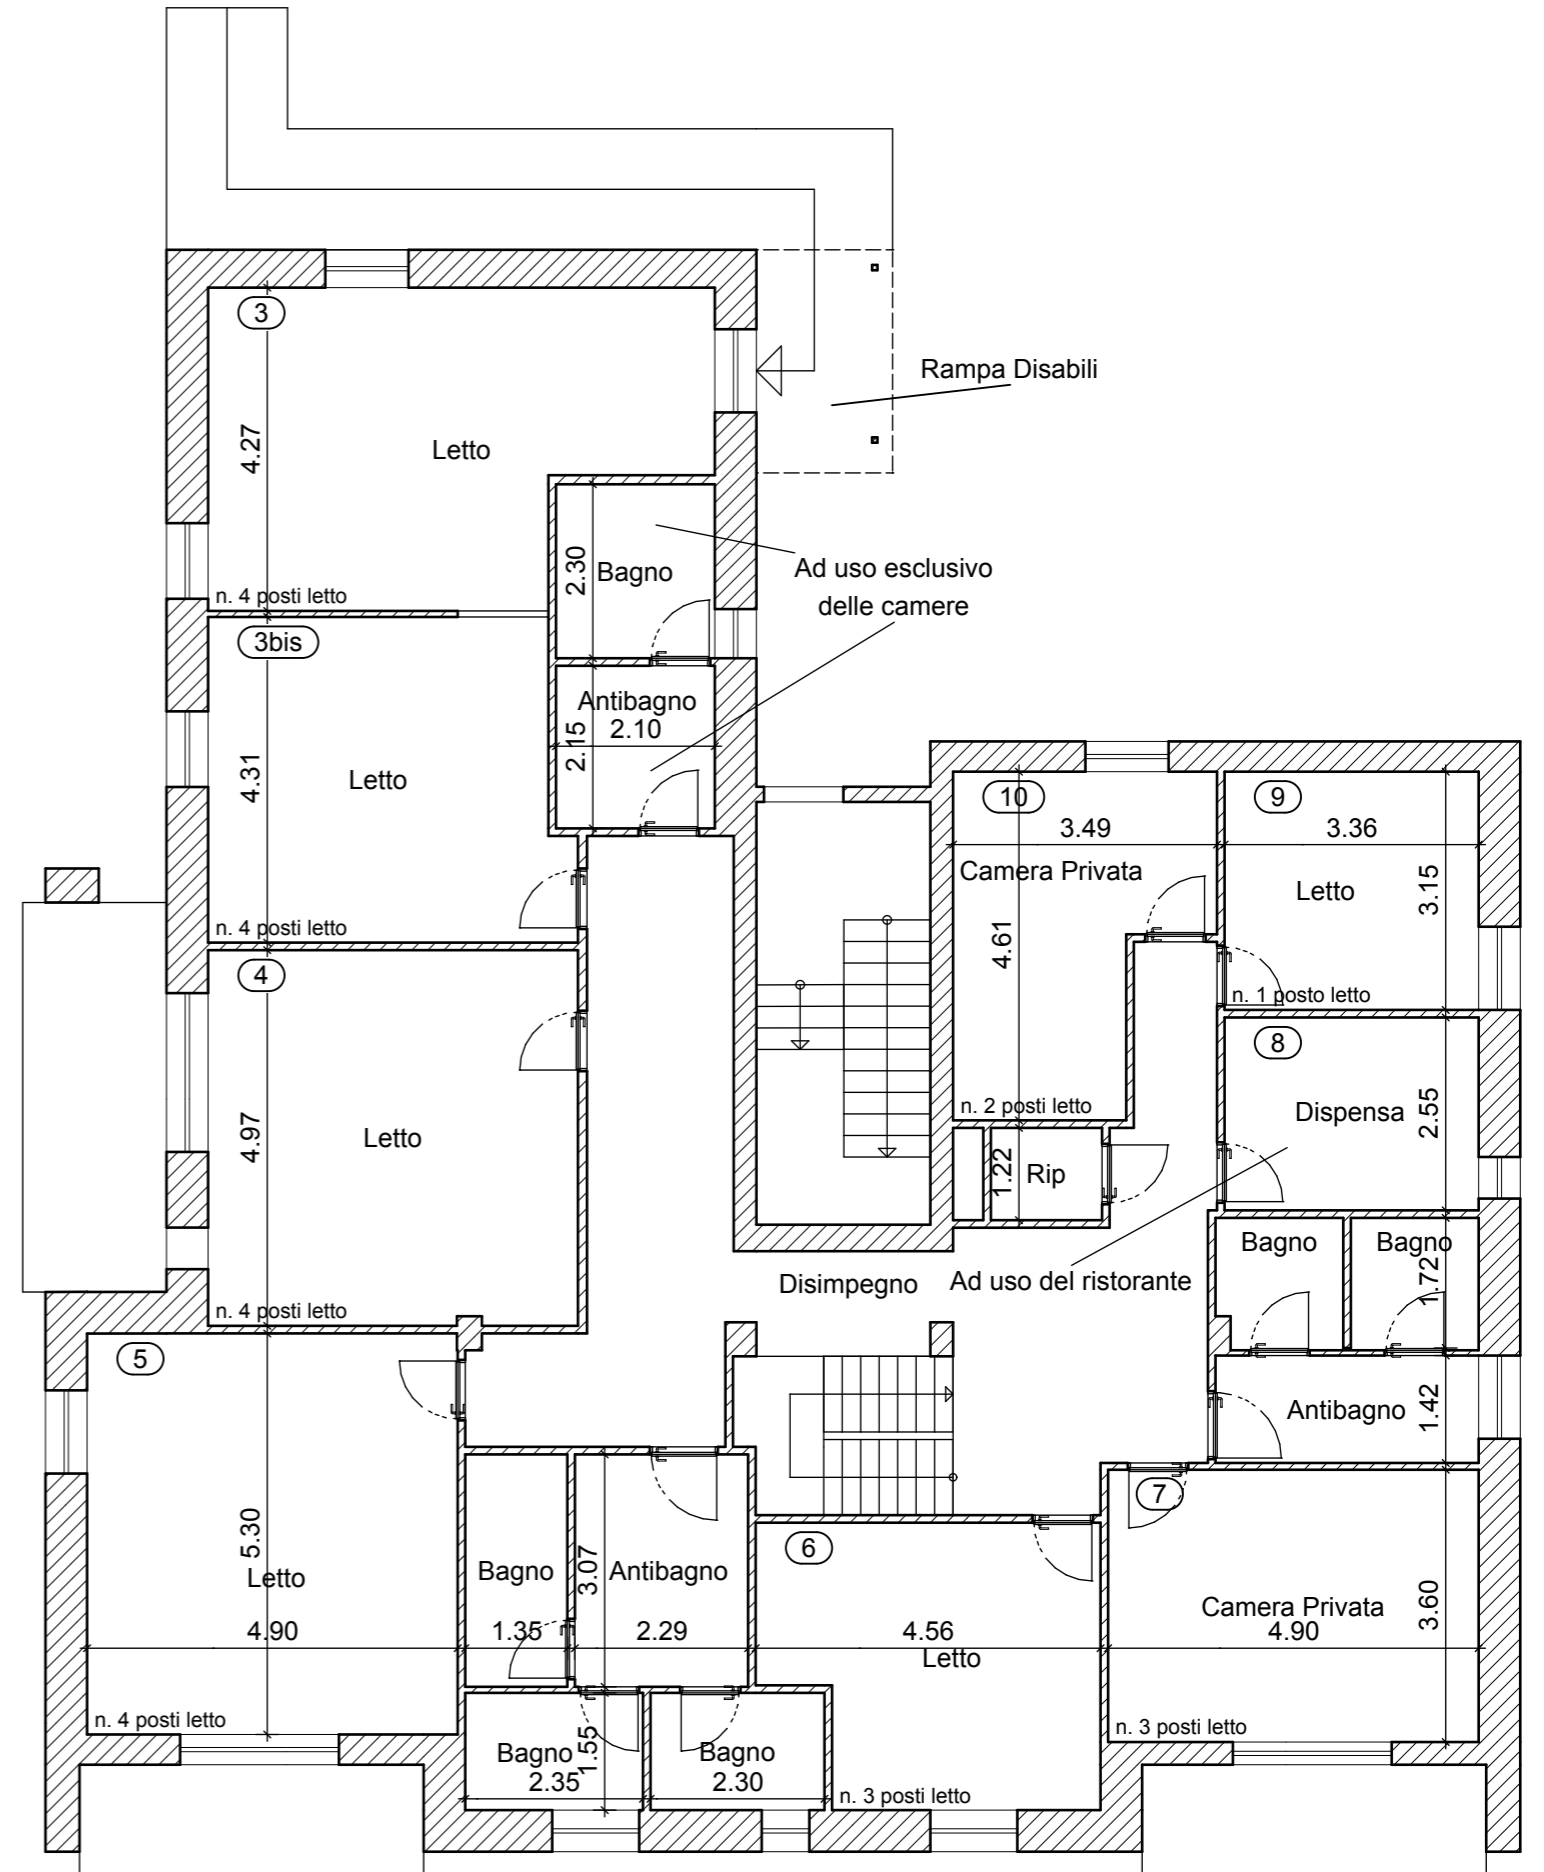 3
Rampa Disabili
4.27
Letto
n. 4 posti letto
2.30
Bagno
Ad uso esclusivo
delle camere
3bis
Antibagno
2.10
2.15
4.31
Letto
n. 4 posti letto
10
9
3.49
3.36
Camera Privata
Letto
3.15
4.61
n. 1 posto letto
4
8
4.97
Letto
n. 2 posti letto
Dispensa
2.55
1.22
Rip
Bagno
Bagno
1.72
Disimpegno
Ad uso del ristorante
n. 4 posti letto
5
Antibagno
1.42
7
6
5.30
Letto
Bagno
3.07
Antibagno
Camera Privata
3.60
4.90
1.35
2.29
4.56
Letto
4.90
n. 4 posti letto
n. 3 posti letto
Bagno
1.55
Bagno
2.35
2.30
n. 3 posti letto